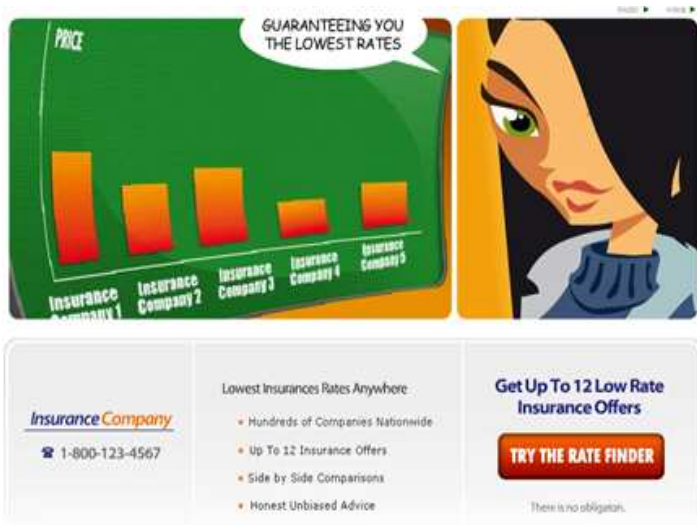 GUARANTEEING YOU
THE LOWEST RATES
PRICE
Insurance
Company 1
Insurance
Company 2
Insurance
Company 3
Insurance
Company 4
Insurance
Company 5
Insurance Company
1-800-123-4567
Lowest Insurances Rates Anywhere
Hundreds of Companies Nationwide
Up To 12 Insurance Offers
Side by Side Comparisons
Honest Unbiased Advice
Get Up To 12 Low Rate
Insurance Offers
TRY THE RATE FINDER
There is no obligation.